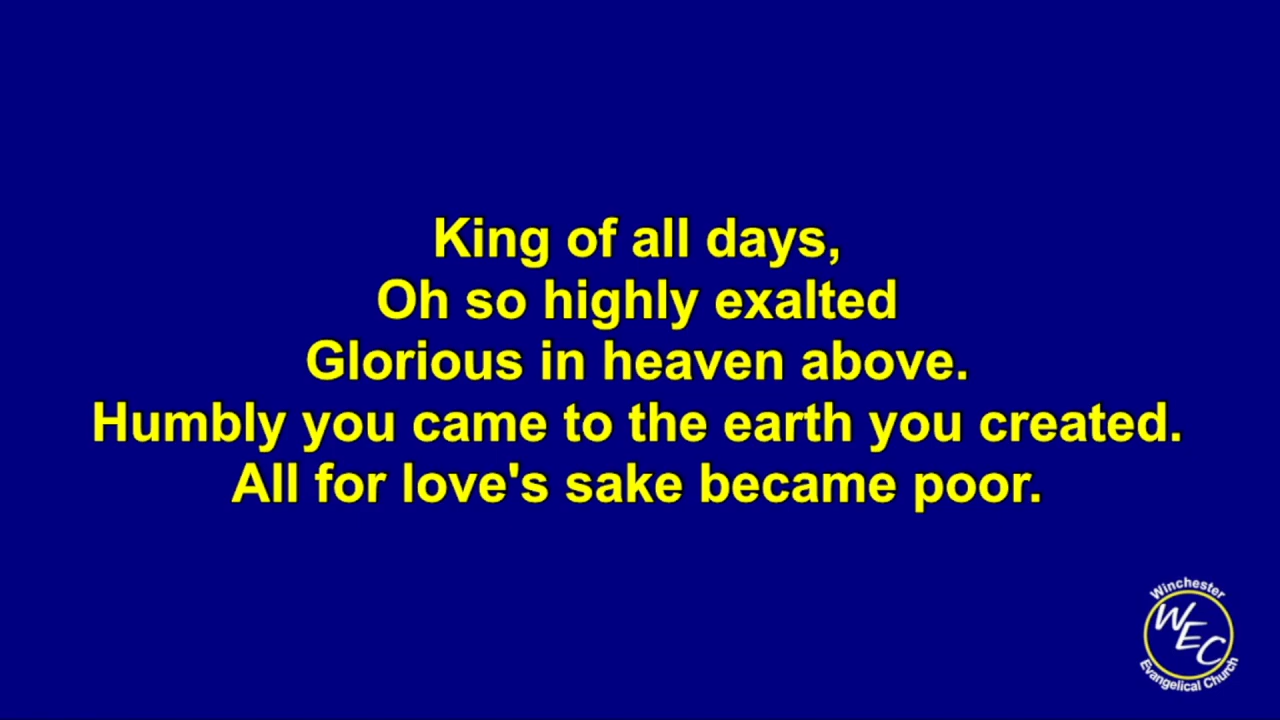 King of all days,
Oh so highly exalted
Glorious in heaven above.
Humbly you came to the earth you created.
All for love's sake became poor.
Winchester
WEC
Evangelical Church